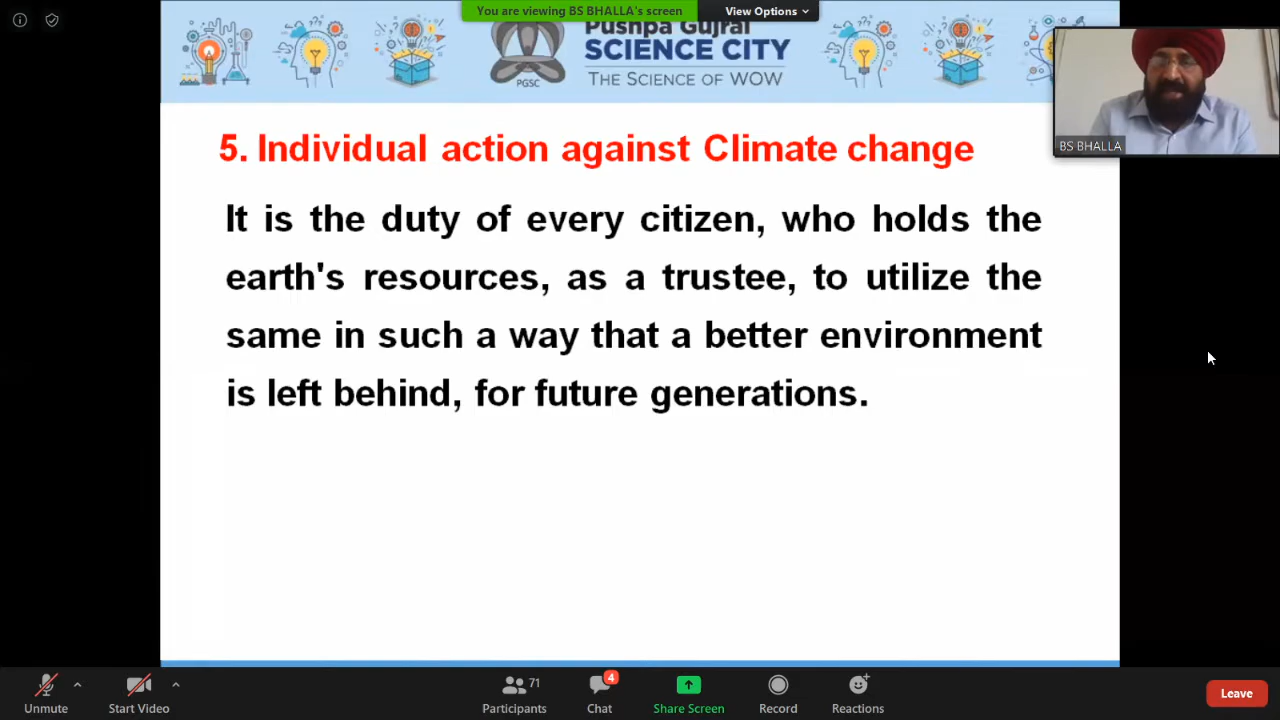 You are viewing BS BHALLA's screen View Options
Pushpa Gujral
SCIENCE CITY
THE SCIENCE OF WOW
PGSC
BS BHALLA
5. Individual action against Climate change
It is the duty of every citizen, who holds the
earth's resources, as a trustee, to utilize the
same in such a way that a better environment
is left behind, for future generations.
Unmute
Start Video
71
Participants
4
Chat
Share Screen
Record
Reactions
Leave